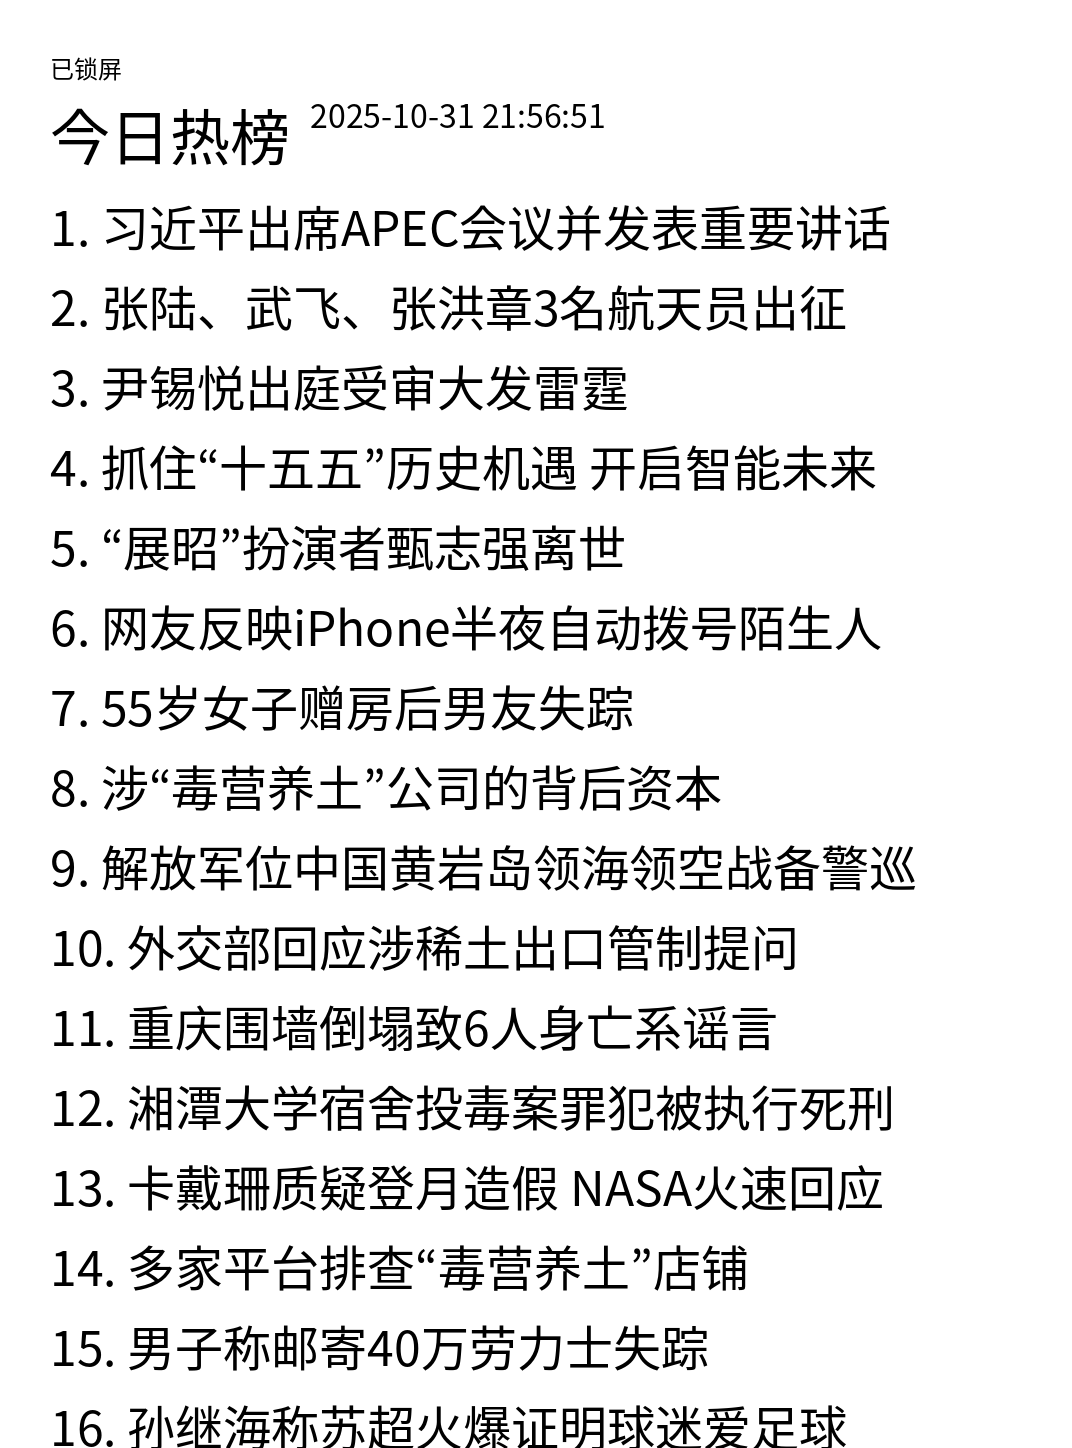 已锁屏
今日热榜 2025-10-31 21:56:51
1. 习近平出席APEC会议并发表重要讲话
2. 张陆、武飞、张洪章3名航天员出征
3. 尹锡悦出庭受审大发雷霆
4. 抓住“十五五”历史机遇 开启智能未来
5. “展昭”扮演者甄志强离世
6. 网友反映iPhone半夜自动拨号陌生人
7. 55岁女子赠房后男友失踪
8. 涉“毒营养土”公司的背后资本
9. 解放军位中国黄岩岛领海领空战备警巡
10. 外交部回应涉稀土出口管制提问
11. 重庆围墙倒塌致6人身亡系谣言
12. 湘潭大学宿舍投毒案罪犯被执行死刑
13. 卡戴珊质疑登月造假 NASA火速回应
14. 多家平台排查“毒营养土”店铺
15. 男子称邮寄40万劳力士失踪
16. 孙继海称苏超火爆证明球迷爱足球